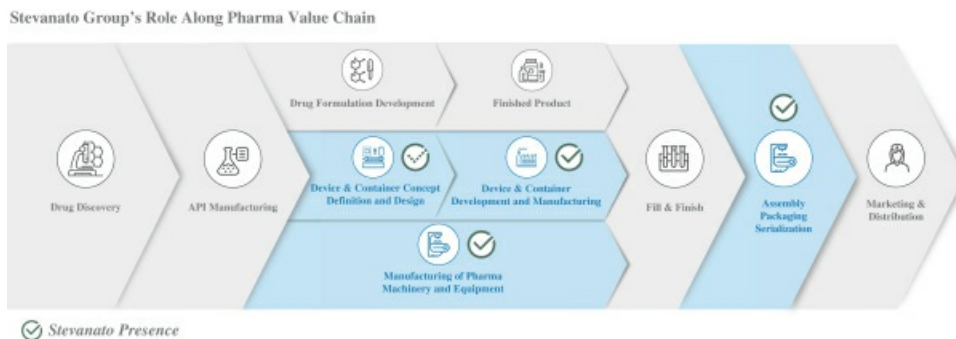 Stevanato Group's Role Along Pharma Value Chain
Drug Discovery
API Manufacturing
Drug Formulation Development
Finished Product
Device & Container Concept
Definition and Design
Device & Container
Development and Manufacturing
Manufacturing of Pharma
Machinery and Equipment
Fill & Finish
Assembly
Packaging
Serialization
Marketing &
Distribution
Stevanato Presence